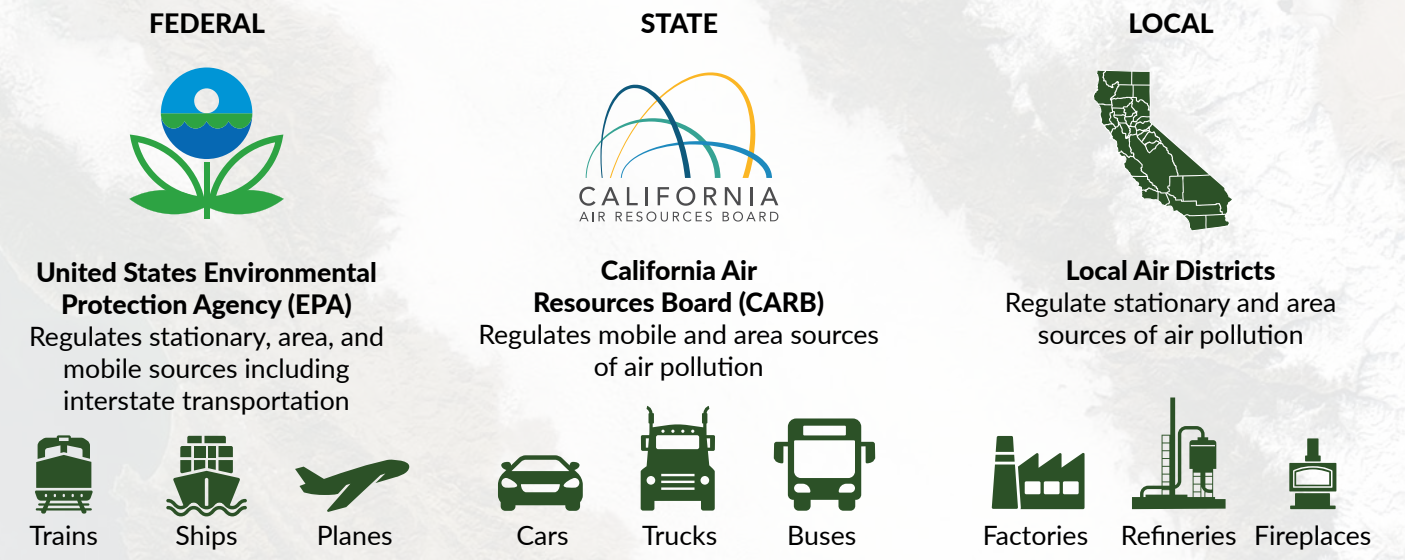 FEDERAL
United States Environmental
Protection Agency (EPA)
Regulates stationary, area, and
mobile sources including
interstate transportation
Trains
Ships
Planes
STATE
CALIFORNIA
AIR RESOURCES BOARD
California Air
Resources Board (CARB)
Regulates mobile and area sources
of air pollution
Cars
Trucks
Buses
LOCAL
Local Air Districts
Regulate stationary and area
sources of air pollution
Factories
Refineries
Fireplaces